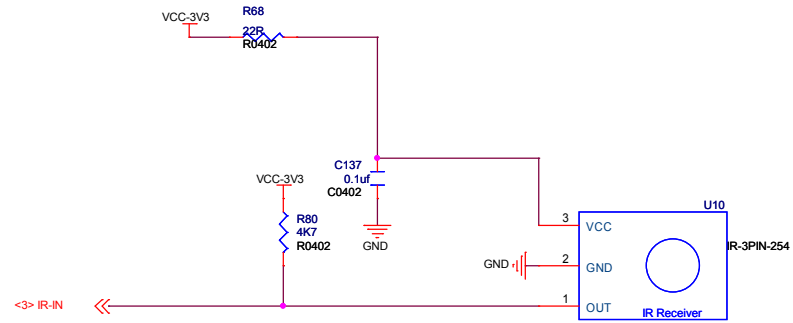 R68
VCC-3V3
22R
R0402
C137
0.1uf
C0402
VCC-3V3
R80
4K7
R0402
GND
U10
3 VCC
IR-3PIN-254
GND 2 GND
<3> IR-IN
1 OUT
IR Receiver